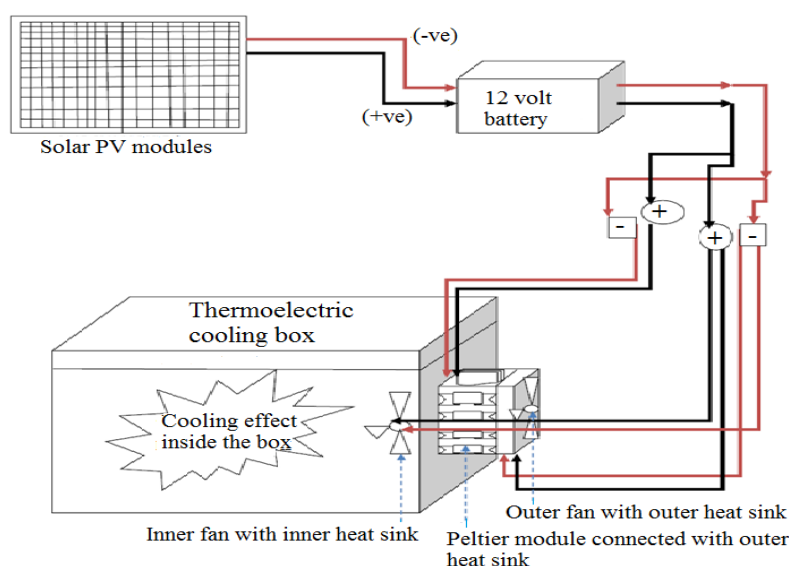 (-ve)
12 volt
battery
(+ve)
Solar PV modules
+
-
+
-
Thermoelectric
cooling box
Cooling effect
inside the box
Outer fan with outer heat sink
Inner fan with inner heat sink
Peltier module connected with outer
heat sink